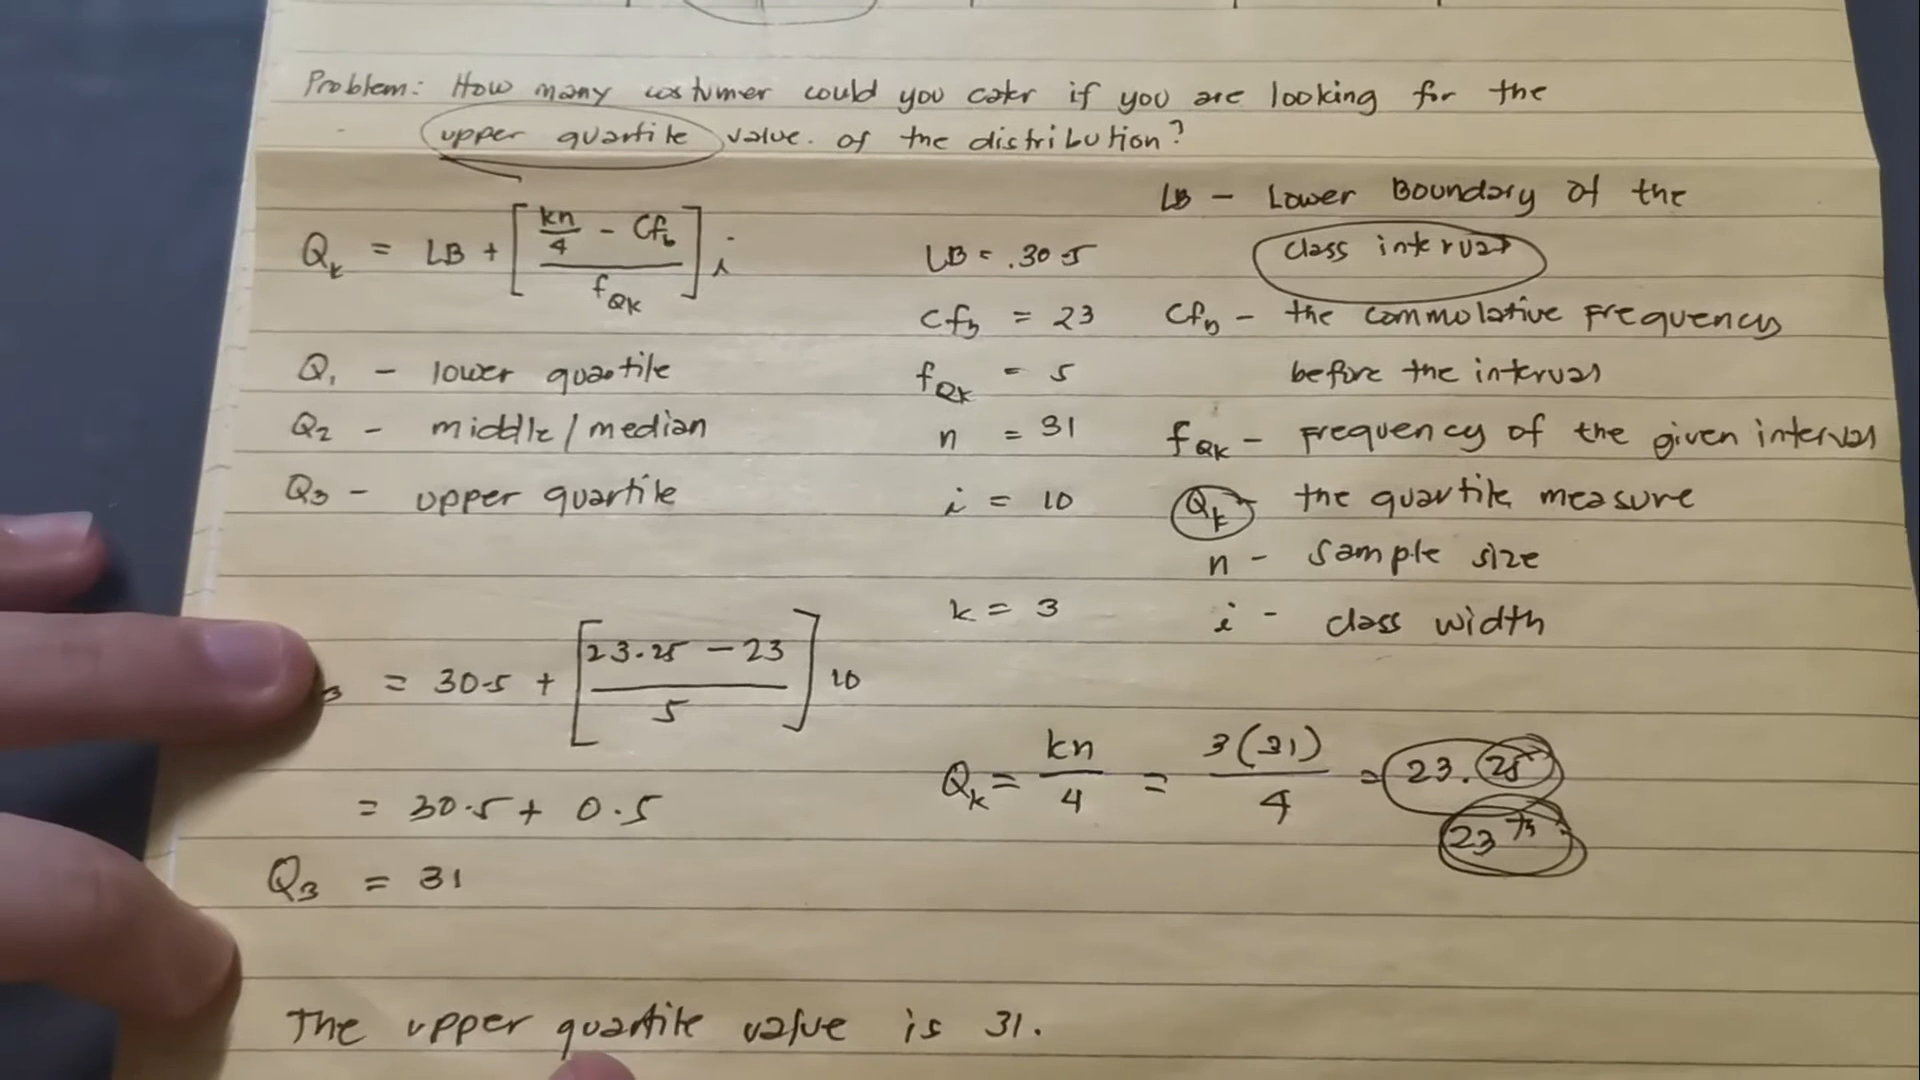 Problem: How many costumer could you cater if you are looking for the
upper quartile value. of the distribution?
Qk = LB + [ (kn/4 - Cfb) / fQk ] i
Q1 - lower quartile
Q2 - middle/median
Q3 - upper quartile
LB = .30.5
Cfb = 23
fQk = 5
n = 31
i = 10
k = 3
LB - Lower Boundary of the
class interval
Cfb - the commolative frequency
before the interval
fQk - frequency of the given interval
Qk - the quartile measure
n - sample size
i - class width
3 = 30.5 + [ (23.25 - 23) / 5 ] 10
= 30.5 + 0.5
Q3 = 31
Qk = kn/4 = 3(31)/4 = 23.25
23th
The upper quartile value is 31.